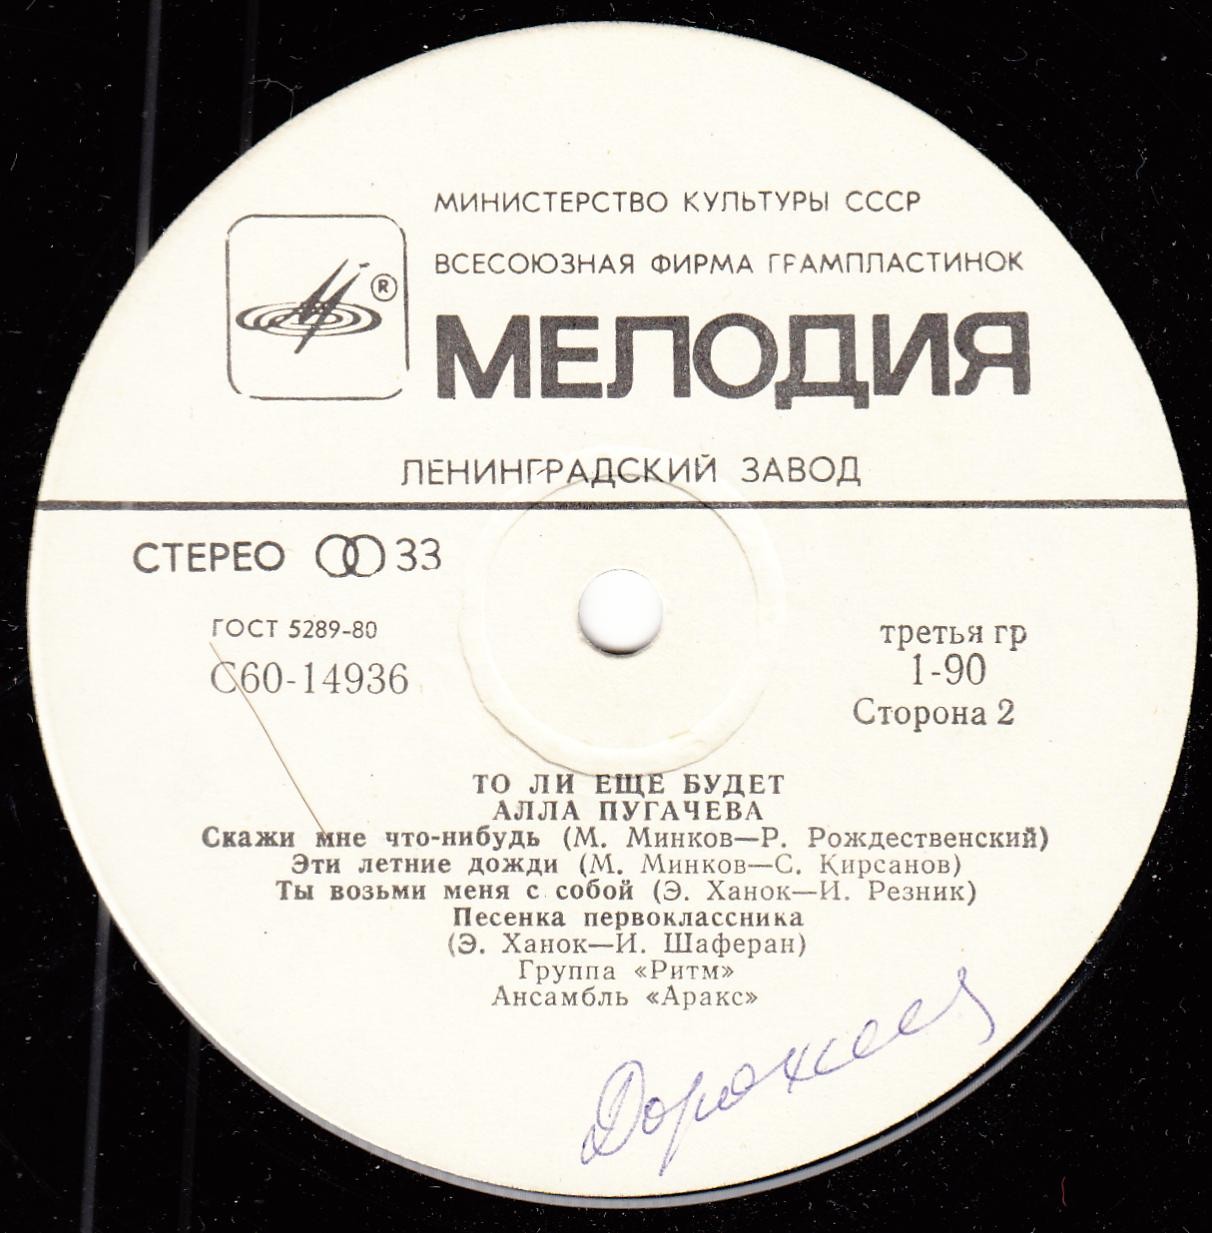 МИНИСТЕРСТВО КУЛЬТУРЫ СССР
ВСЕСОЮЗНАЯ ФИРМА ГРАМПЛАСТИНОК
®
МЕЛОДИЯ
ЛЕНИНГРАДСКИЙ ЗАВОД
СТЕРЕО 33
ГОСТ 5289-80
С60-14936
третья гр
1-90
Сторона 2
ТО ЛИ ЕЩЕ БУДЕТ
АЛЛА ПУГАЧЕВА
Скажи мне что-нибудь (М. Минков—Р. Рождественский)
Эти летние дожди (М. Минков—С. Кирсанов)
Ты возьми меня с собой (Э. Ханок—И. Резник)
Песенка первоклассника
(Э. Ханок—И. Шаферан)
Группа «Ритм»
Ансамбль «Аракс»